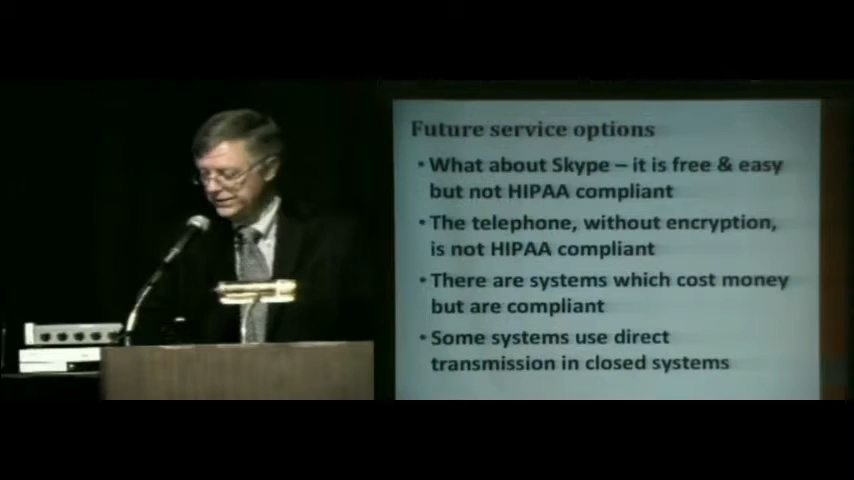 Future service options
• What about Skype – it is free & easy
but not HIPAA compliant
• The telephone, without encryption,
is not HIPAA compliant
• There are systems which cost money
but are compliant
• Some systems use direct
transmission in closed systems